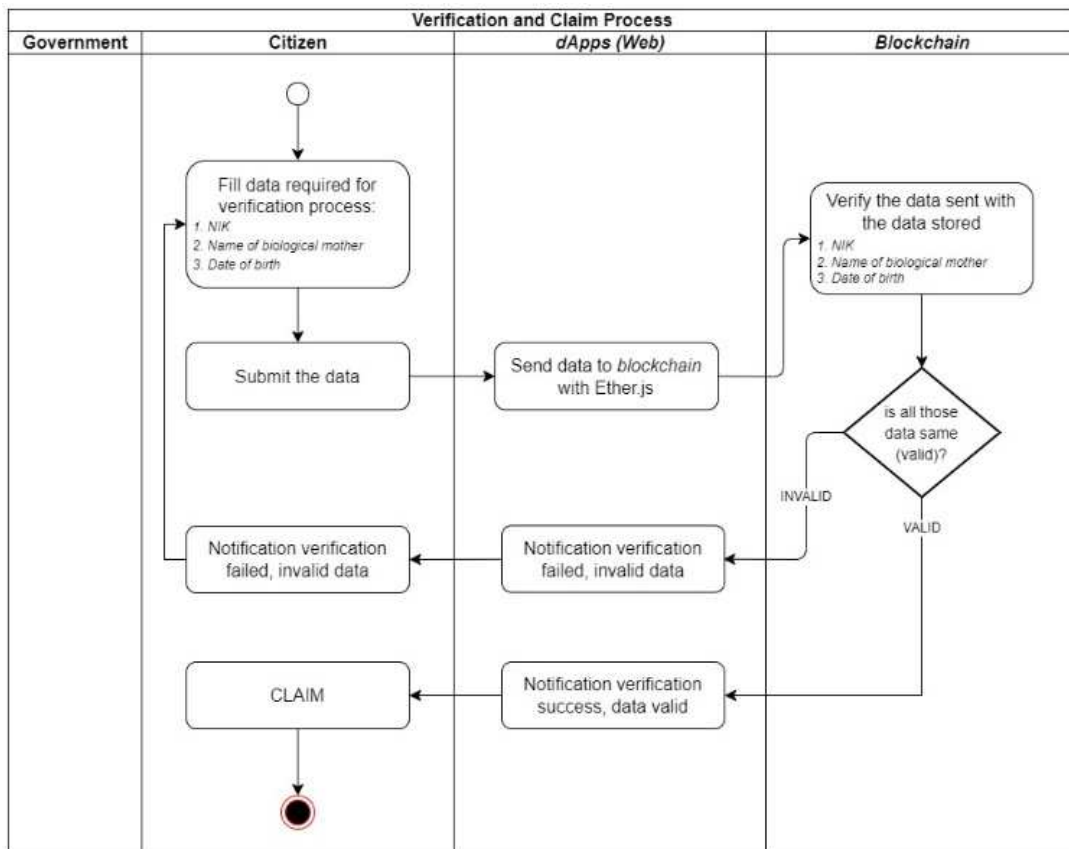 Verification and Claim Process
Government
Citizen
dApps (Web)
Blockchain
Fill data required for
verification process:
1. NIK
2. Name of biological mother
3. Date of birth
Verify the data sent with
the data stored
1. NIK
2. Name of biological mother
3. Date of birth
Submit the data
Send data to blockchain
with Ether.js
is all those
data same
(valid)?
INVALID
VALID
Notification verification
failed, invalid data
Notification verification
failed, invalid data
CLAIM
Notification verification
success, data valid